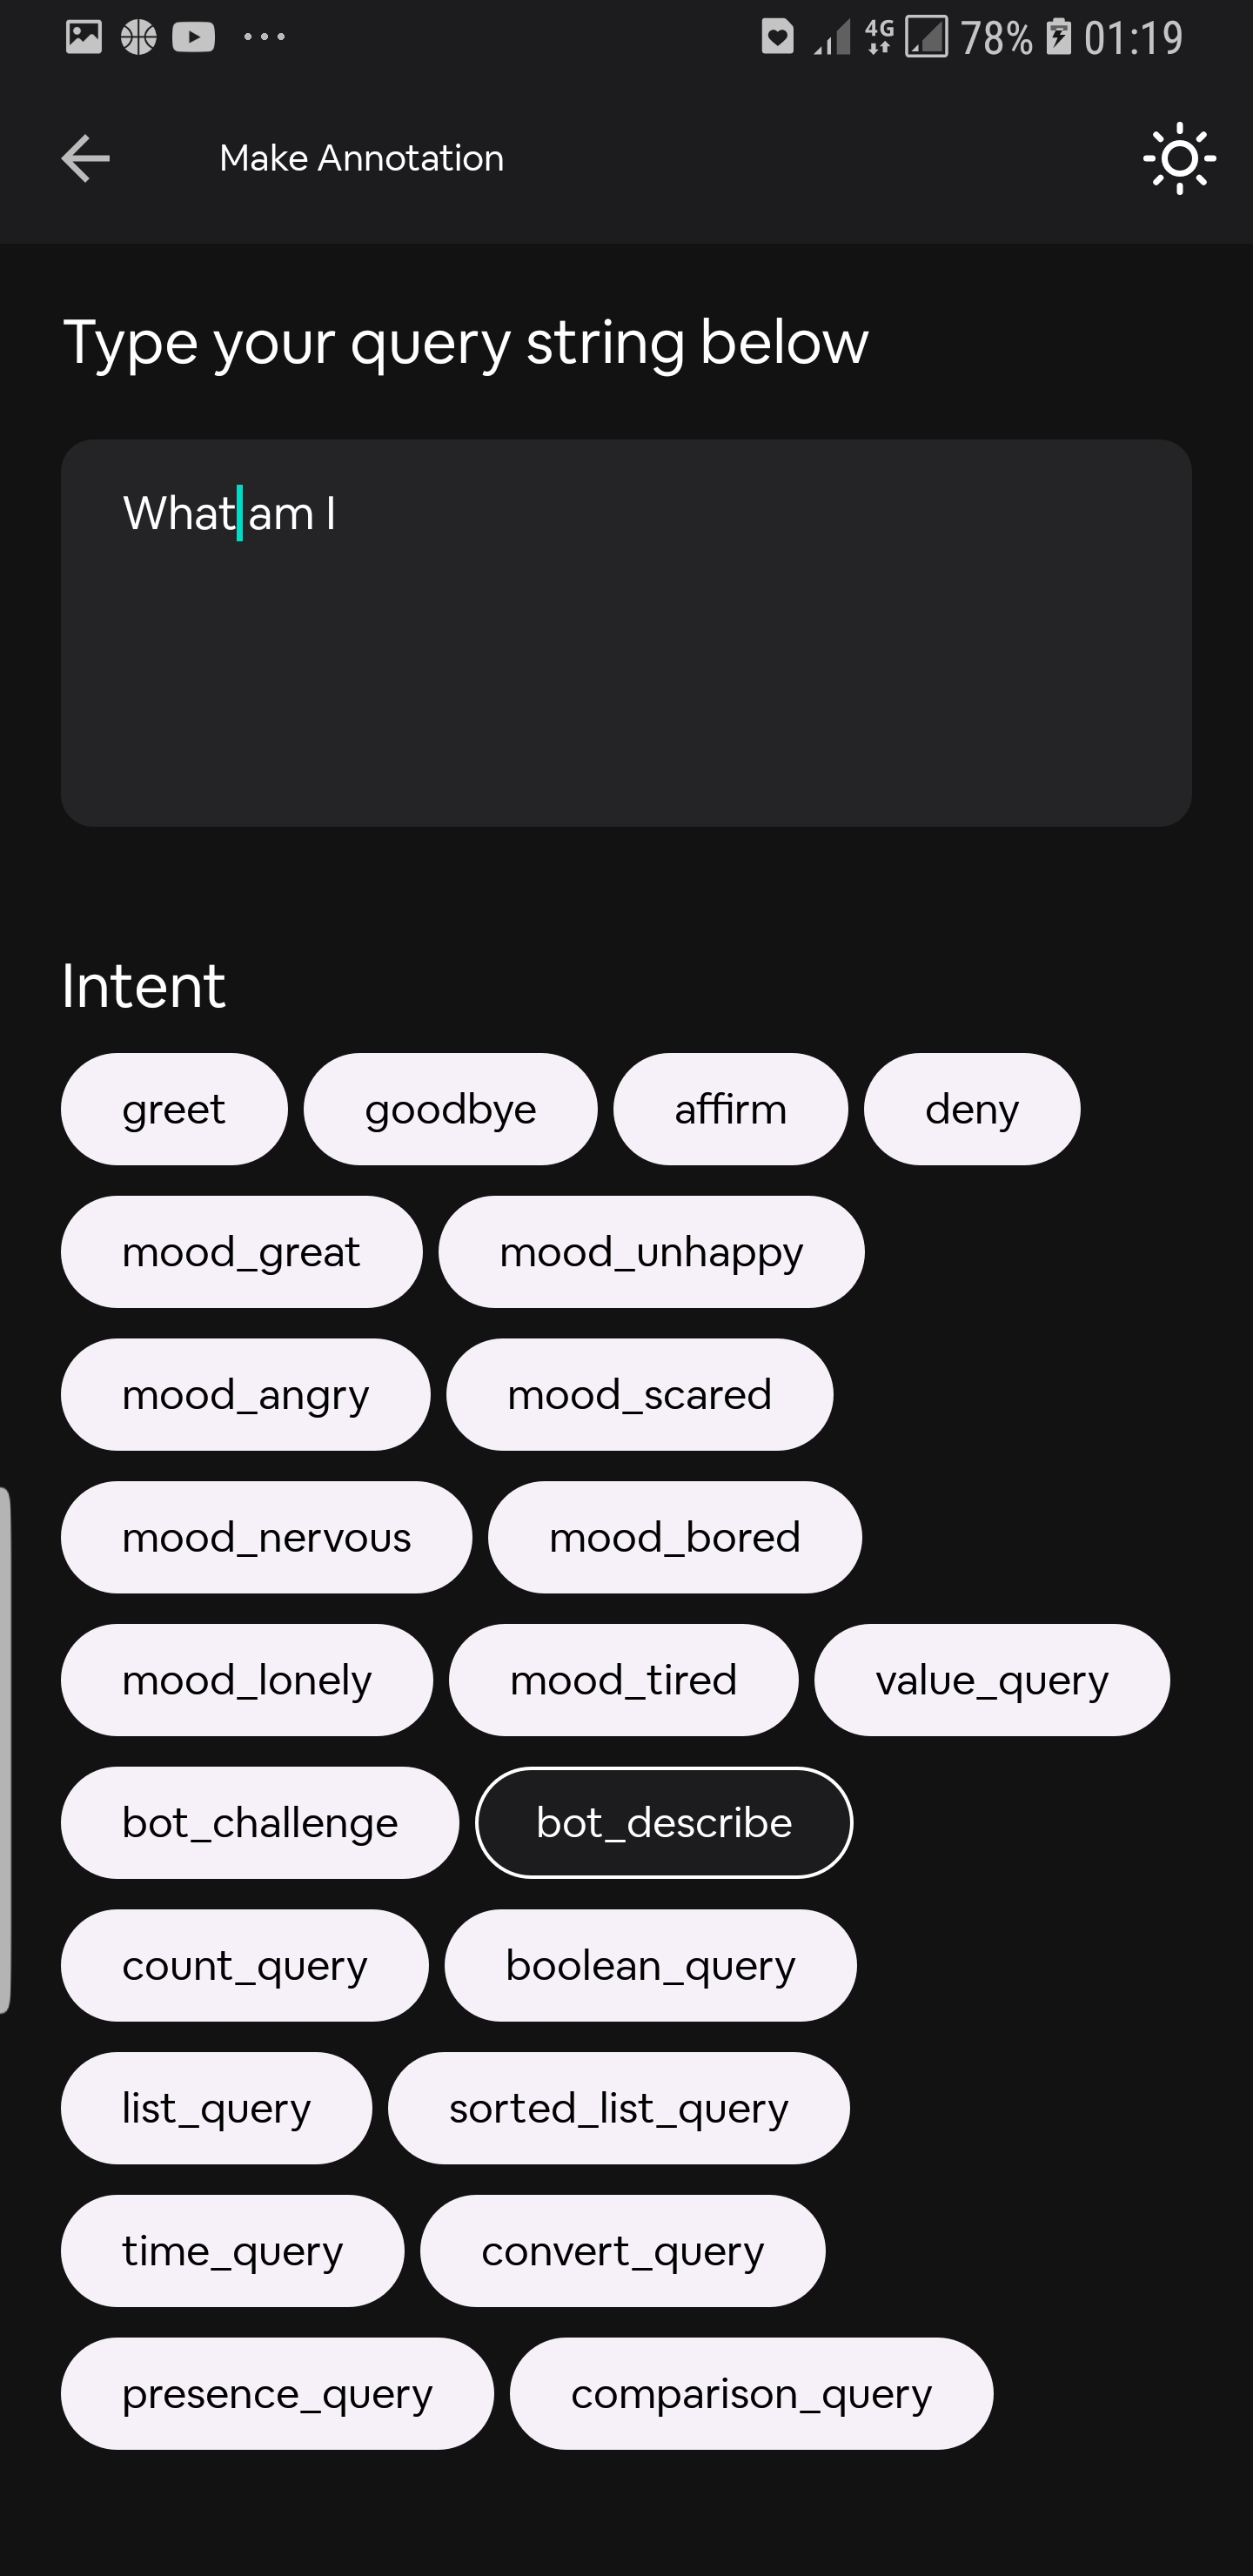 4G 78% 01:19
Make Annotation
Type your query string below
What am I
Intent
greet goodbye affirm deny
mood_great mood_unhappy
mood_angry mood_scared
mood_nervous mood_bored
mood_lonely mood_tired value_query
bot_challenge bot_describe
count_query boolean_query
list_query sorted_list_query
time_query convert_query
presence_query comparison_query